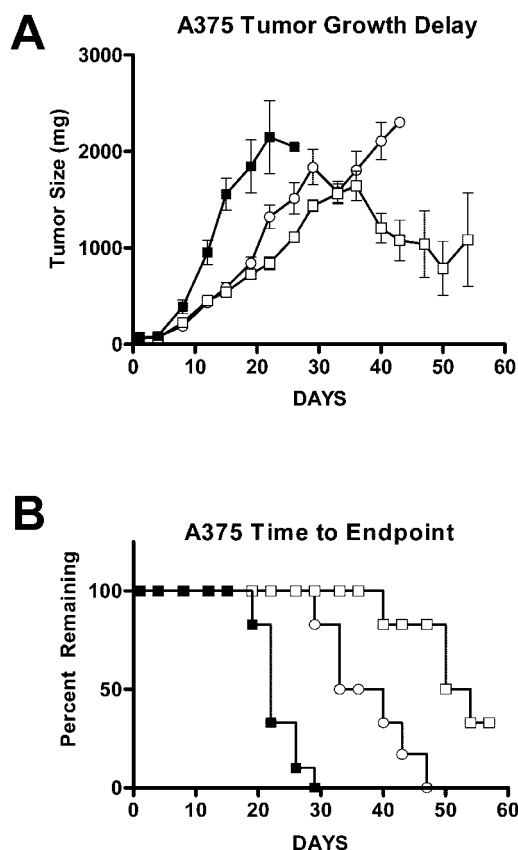 A
A375 Tumor Growth Delay
Tumor Size (mg)
3000
2000
1000
0
0 10 20 30 40 50 60
DAYS
B
A375 Time to Endpoint
Percent Remaining
100
50
0
0 10 20 30 40 50 60
DAYS